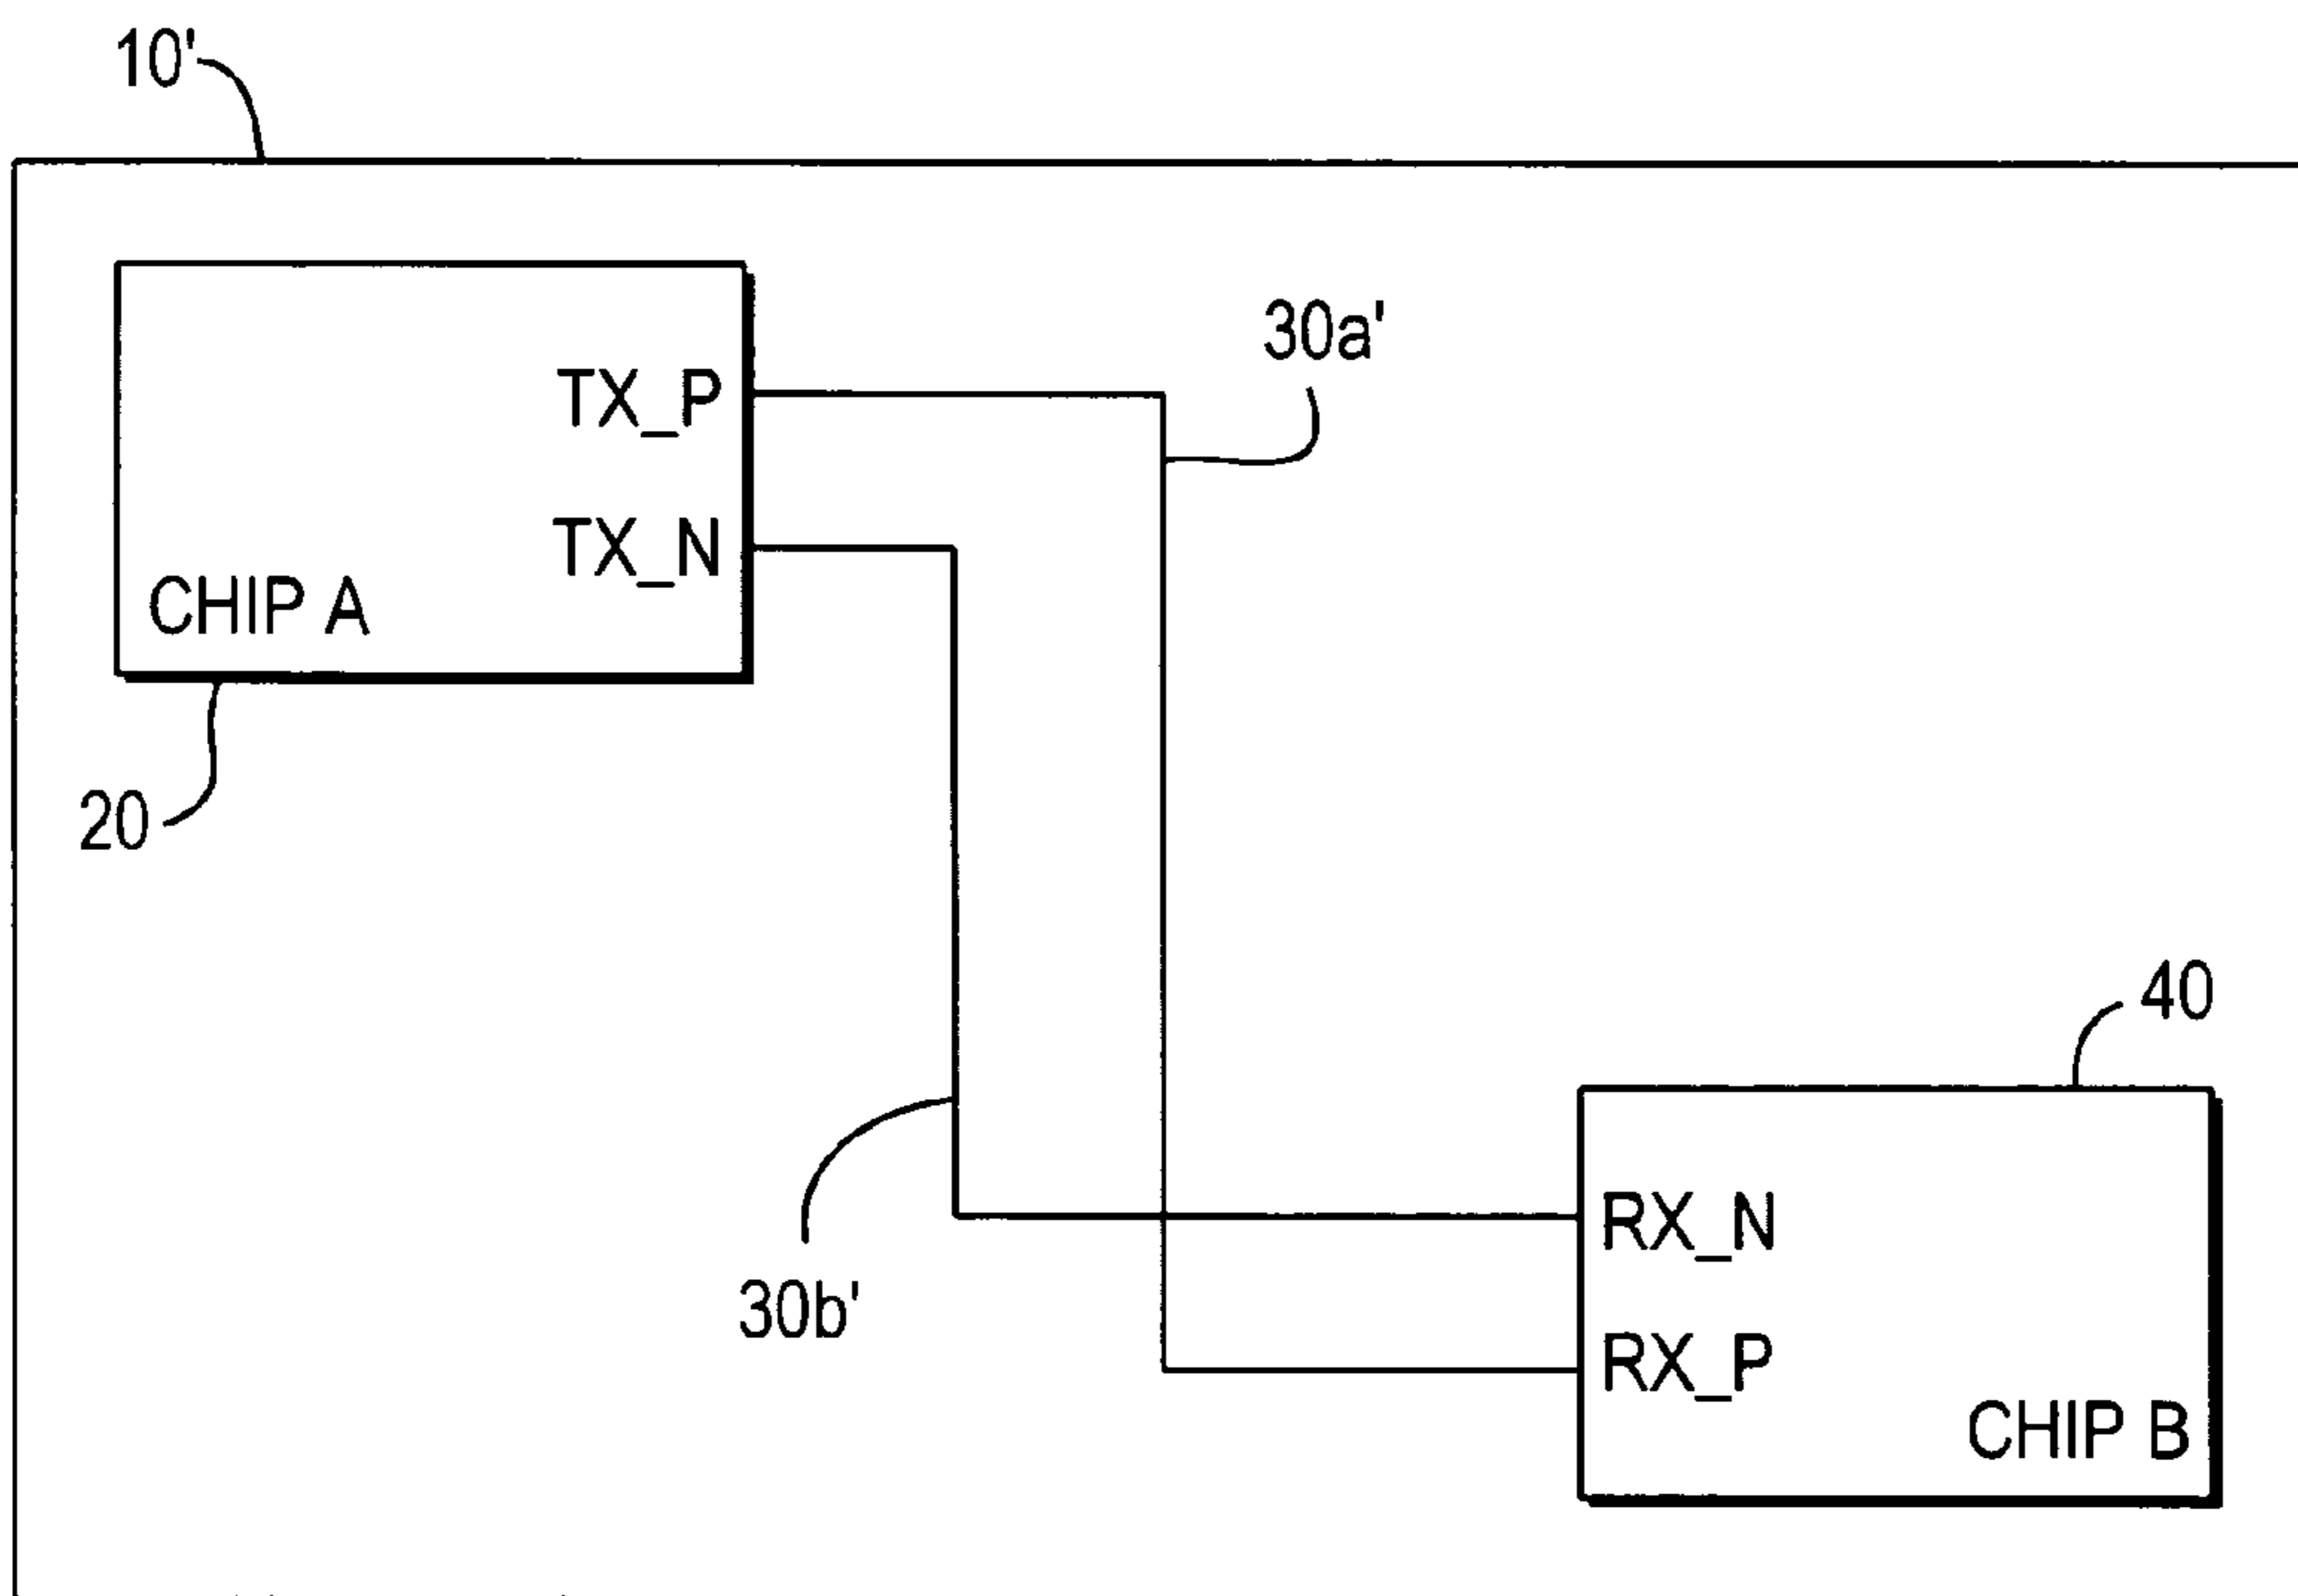 10'
30a'
TX_P
TX_N
CHIP A
20
40
RX_N
30b'
RX_P
CHIP B